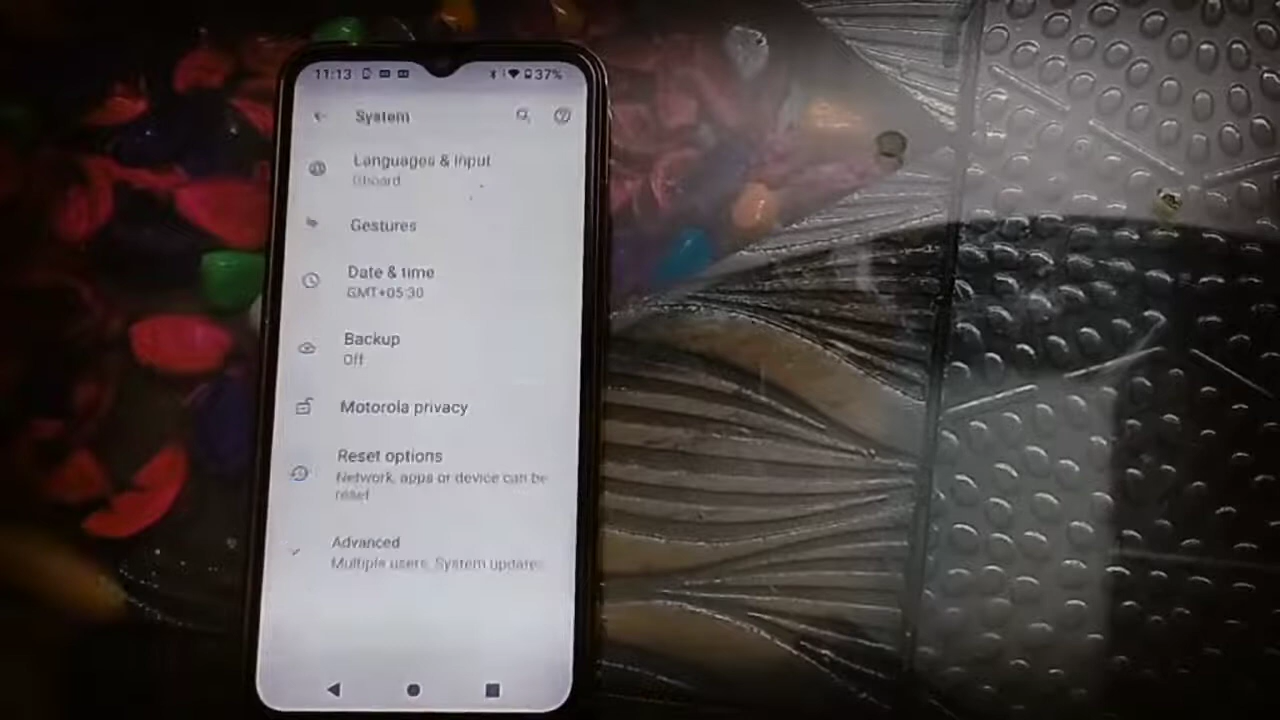 11:13 37%
System
Languages & input
Gboard
Gestures
Date & time
GMT+05:30
Backup
Off
Motorola privacy
Reset options
Network, apps or device can be
reset
Advanced
Multiple users, System update